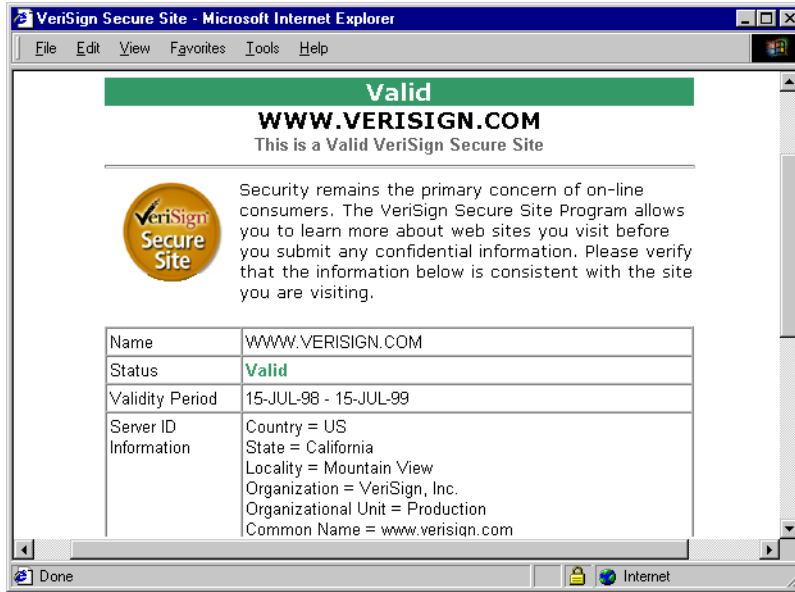 VeriSign Secure Site - Microsoft Internet Explorer
File Edit View Favorites Tools Help
Valid
WWW.VERISIGN.COM
This is a Valid VeriSign Secure Site
VeriSign
Secure
Site
Security remains the primary concern of on-line
consumers. The VeriSign Secure Site Program allows
you to learn more about web sites you visit before
you submit any confidential information. Please verify
that the information below is consistent with the site
you are visiting.
Name WWW.VERISIGN.COM
Status Valid
Validity Period 15-JUL-98 - 15-JUL-99
Server ID Country = US
Information State = California
Locality = Mountain View
Organization = VeriSign, Inc.
Organizational Unit = Production
Common Name = www.verisign.com
Done Internet